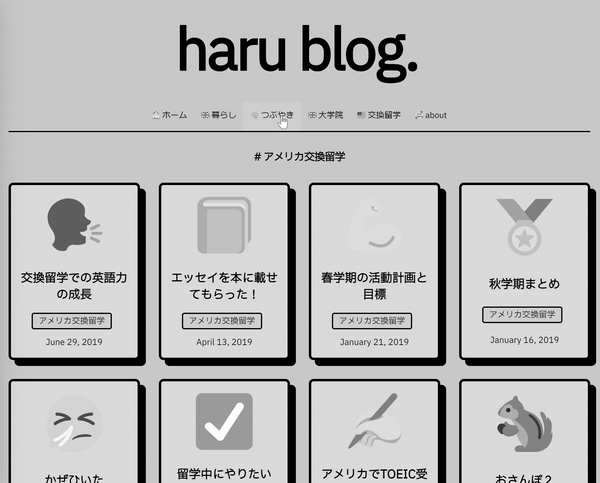 haru blog.
ホーム 暮らし つぶやき 大学院 交換留学 about
# アメリカ交換留学
交換留学での英語力
の成長
アメリカ交換留学
June 29, 2019
エッセイを本に載せ
てもらった！
アメリカ交換留学
April 13, 2019
春学期の活動計画と
目標
アメリカ交換留学
January 21, 2019
秋学期まとめ
アメリカ交換留学
January 16, 2019
かぜひいた
留学中にやりたい
アメリカでTOEIC受
おさんぽ２